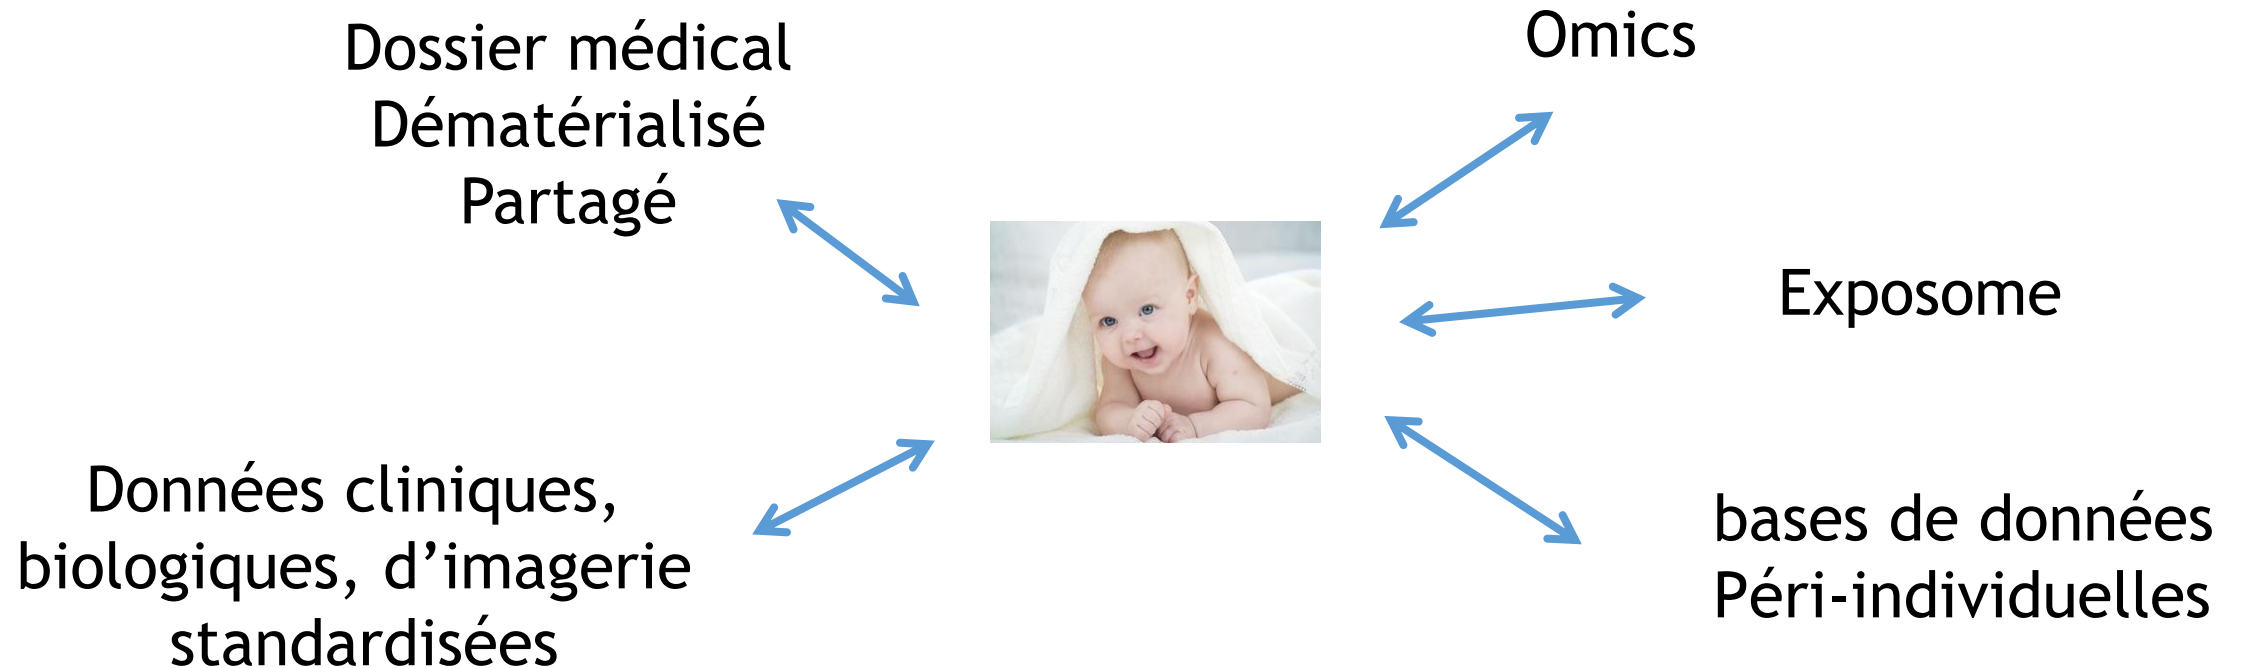 Dossier médical
Dématérialisé
Partagé
Omics
Exposome
Données cliniques,
biologiques, d’imagerie
standardisées
bases de données
Péri-individuelles